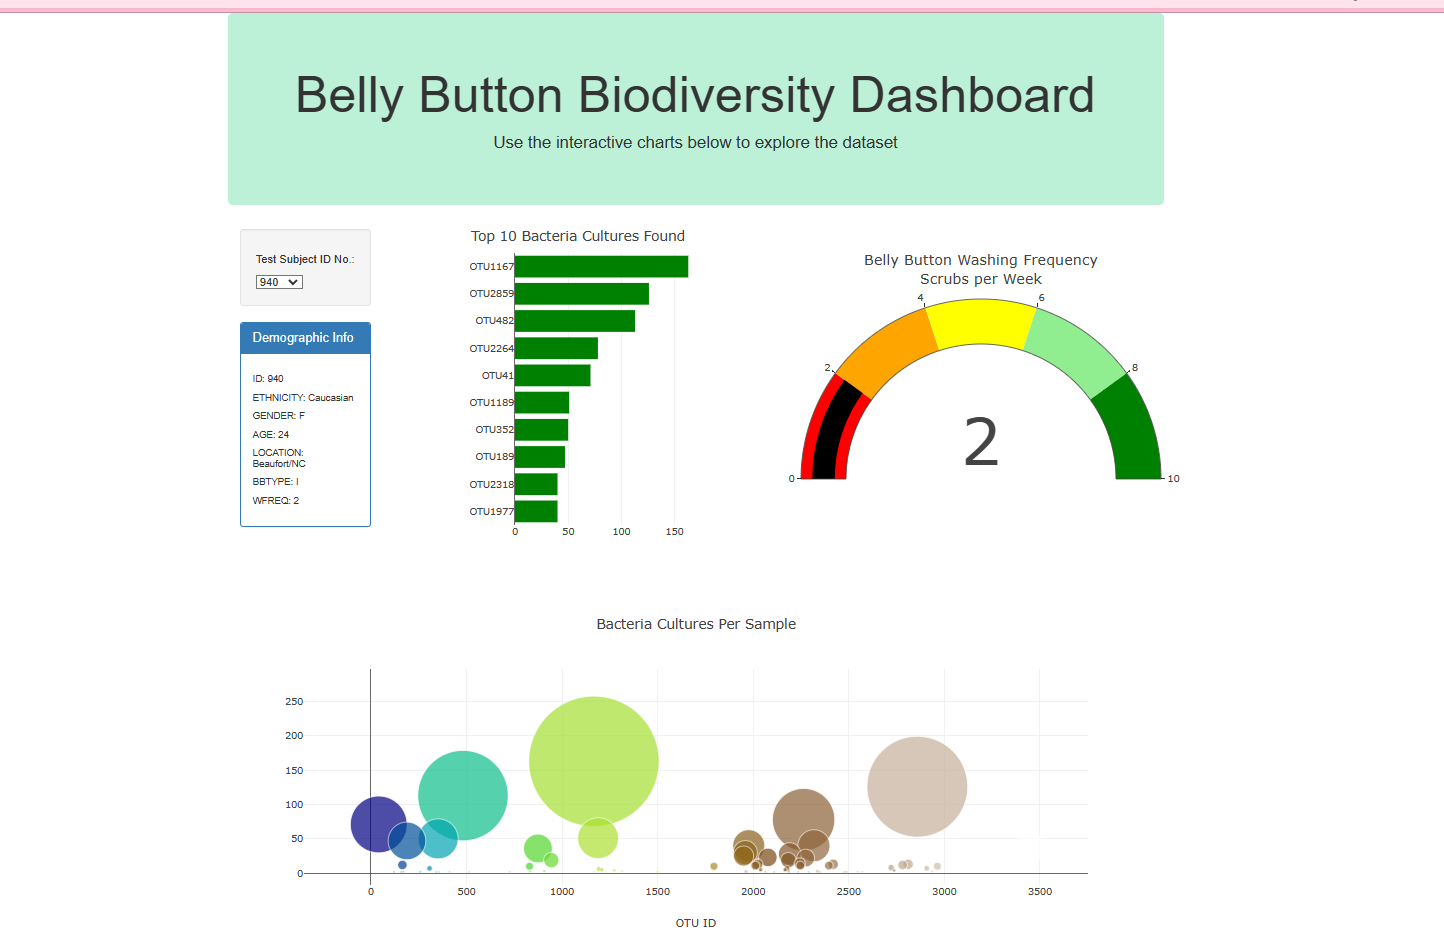 Belly Button Biodiversity Dashboard
Use the interactive charts below to explore the dataset
Test Subject ID No.:
940
Demographic Info
ID: 940
ETHNICITY: Caucasian
GENDER: F
AGE: 24
LOCATION:
Beaufort/NC
BBTYPE: I
WFREQ: 2
Top 10 Bacteria Cultures Found
OTU1167
OTU2859
OTU482
OTU2264
OTU41
OTU1189
OTU352
OTU189
OTU2318
OTU1977
0 50 100 150
Belly Button Washing Frequency
Scrubs per Week
0 2 4 6 8 10
2
Bacteria Cultures Per Sample
250
200
150
100
50
0
0 500 1000 1500 2000 2500 3000 3500
OTU ID